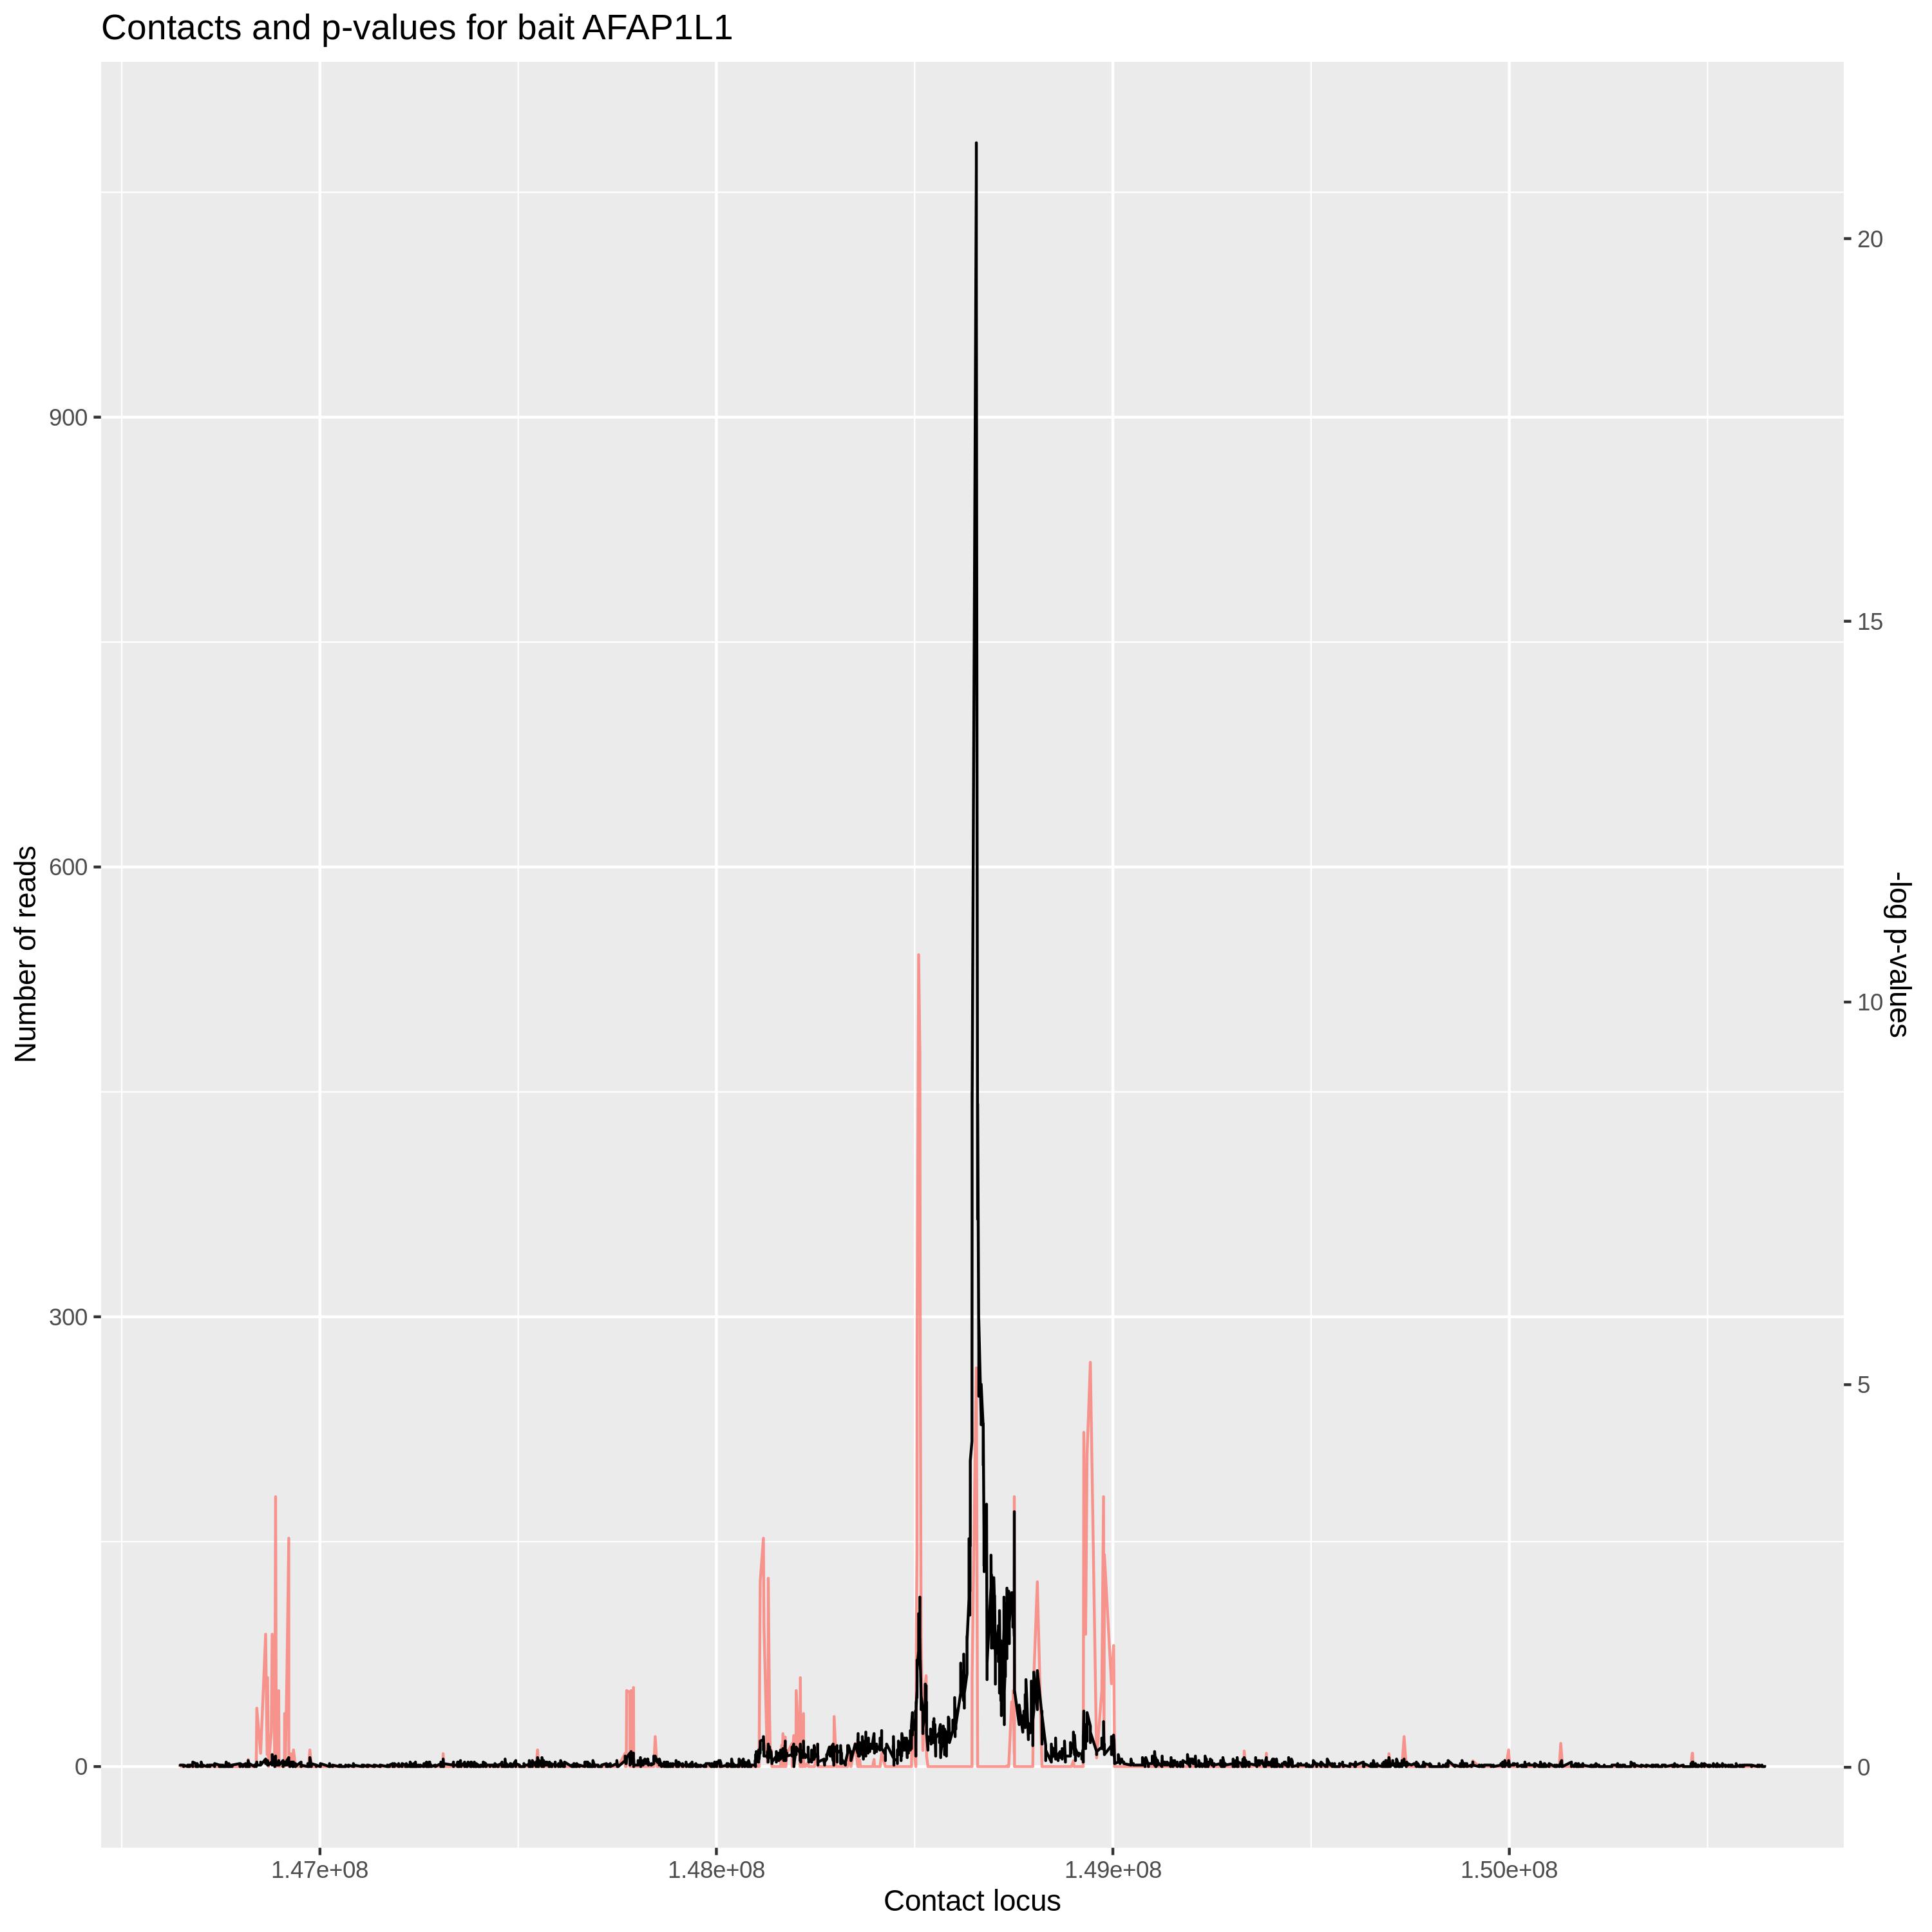 Contacts and p-values for bait AFAP1L1
Number of reads
900
600
300
0
20
15
10
5
0
-log p-values
1.47e+08
1.48e+08
1.49e+08
1.50e+08
Contact locus